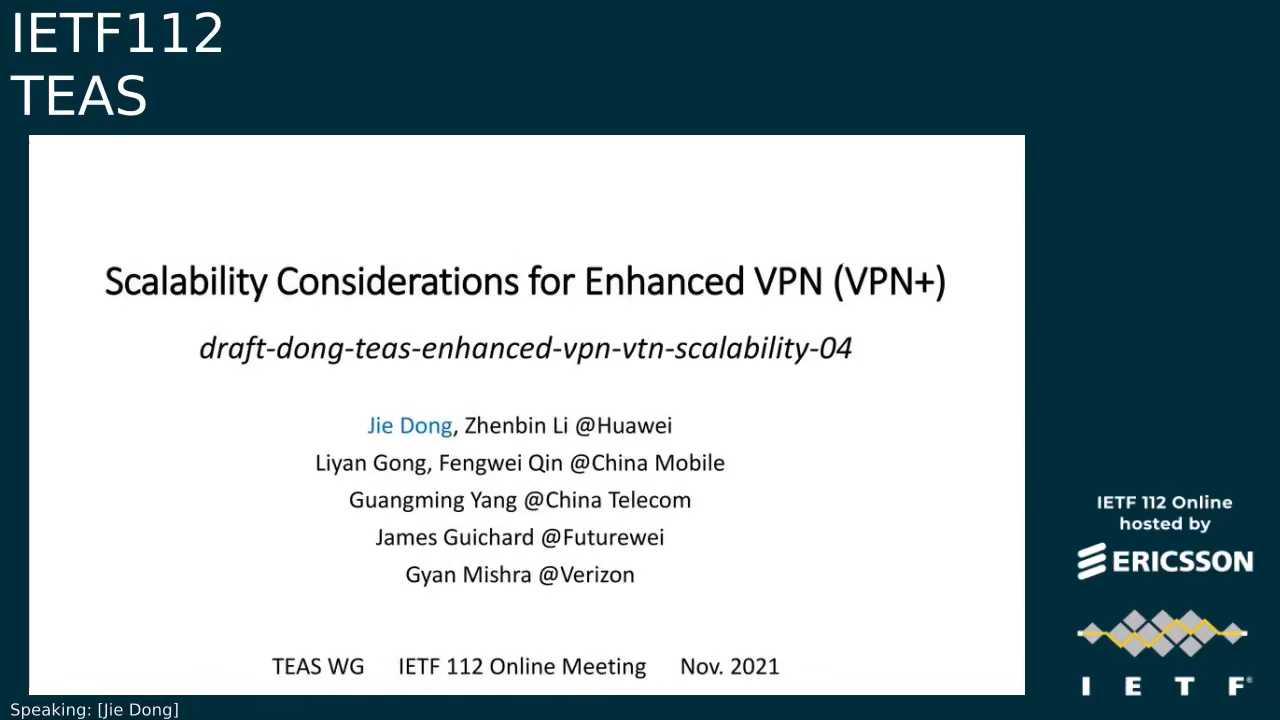 IETF112
TEAS
Scalability Considerations for Enhanced VPN (VPN+)
draft-dong-teas-enhanced-vpn-vtn-scalability-04
Jie Dong, Zhenbin Li @Huawei
Liyan Gong, Fengwei Qin @China Mobile
Guangming Yang @China Telecom
James Guichard @Futurewei
Gyan Mishra @Verizon
TEAS WG IETF 112 Online Meeting Nov. 2021
IETF 112 Online
hosted by
ERICSSON
I E T F®
Speaking: [Jie Dong]